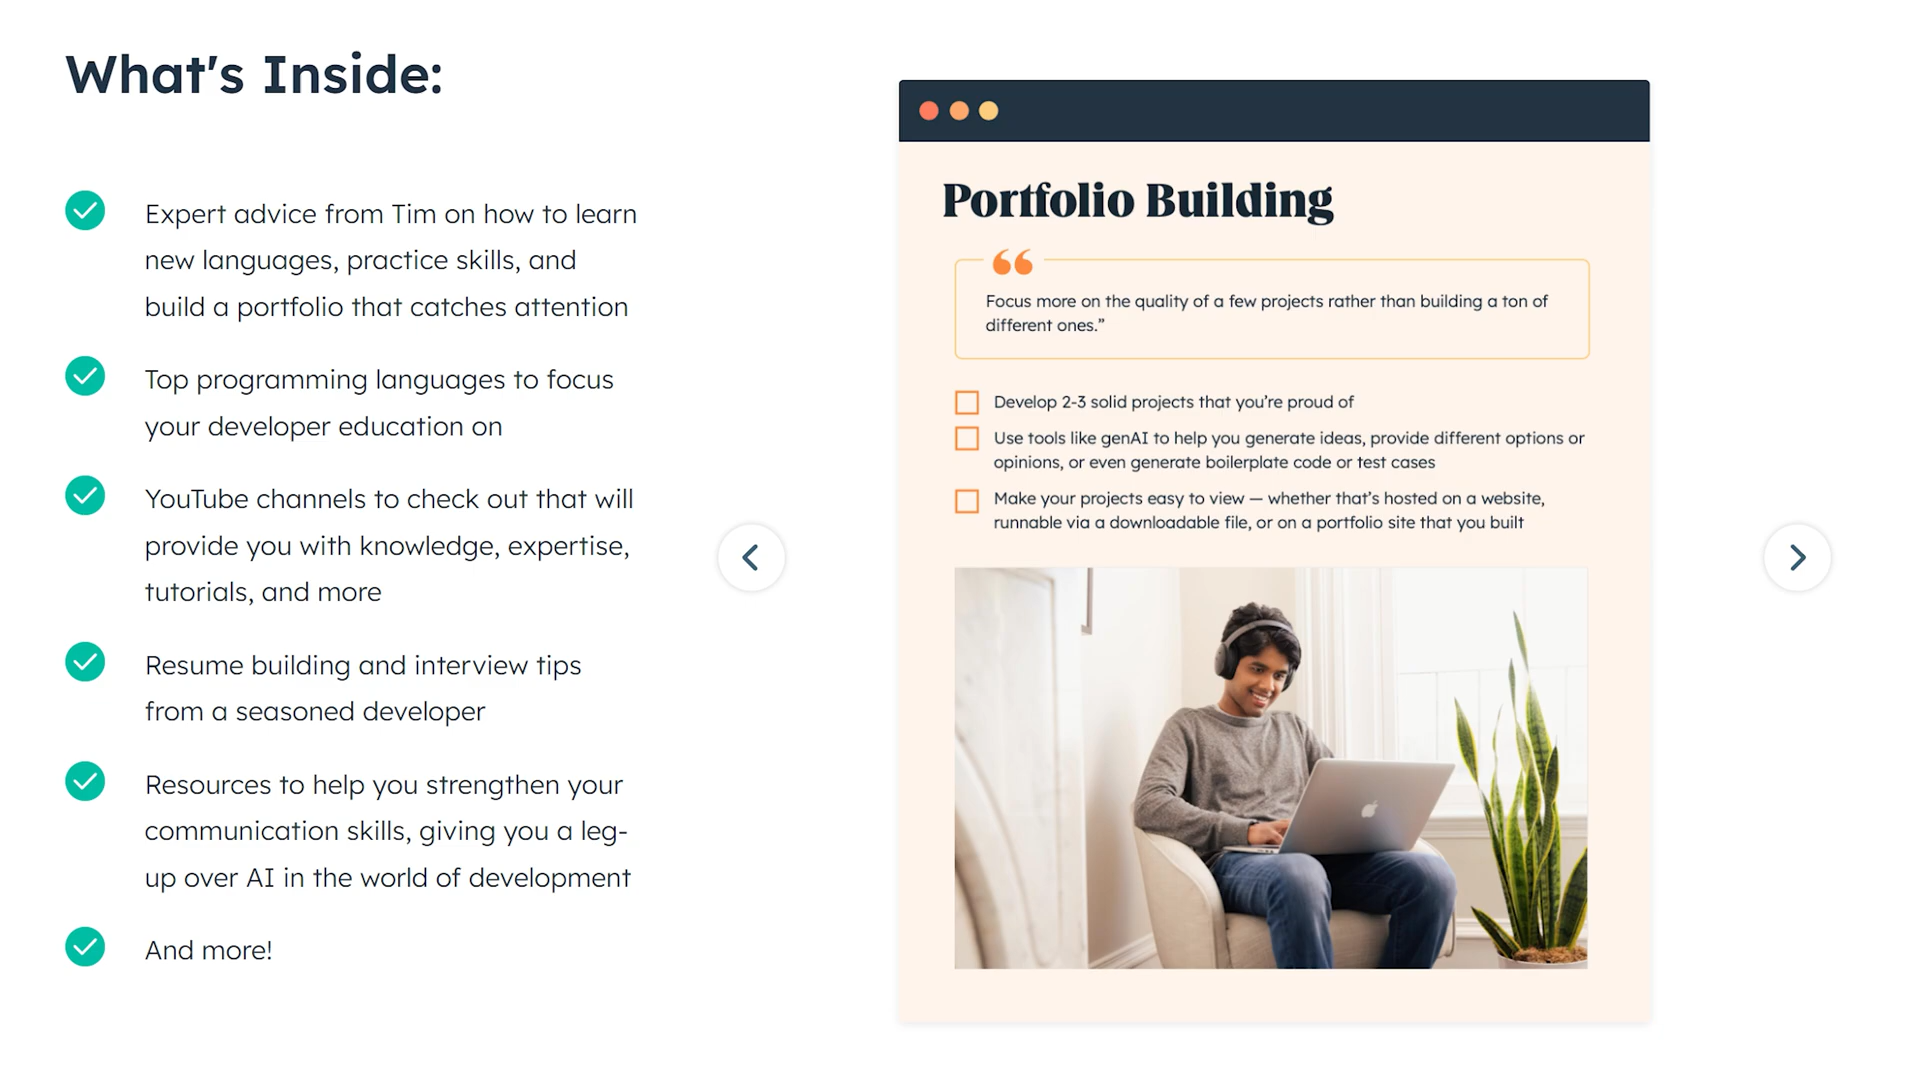 What's Inside:
Expert advice from Tim on how to learn
new languages, practice skills, and
build a portfolio that catches attention
Top programming languages to focus
your developer education on
YouTube channels to check out that will
provide you with knowledge, expertise,
tutorials, and more
Resume building and interview tips
from a seasoned developer
Resources to help you strengthen your
communication skills, giving you a leg-
up over AI in the world of development
And more!
Portfolio Building
“
Focus more on the quality of a few projects rather than building a ton of
different ones.”
Develop 2-3 solid projects that you’re proud of
Use tools like genAI to help you generate ideas, provide different options or
opinions, or even generate boilerplate code or test cases
Make your projects easy to view — whether that’s hosted on a website,
runnable via a downloadable file, or on a portfolio site that you built